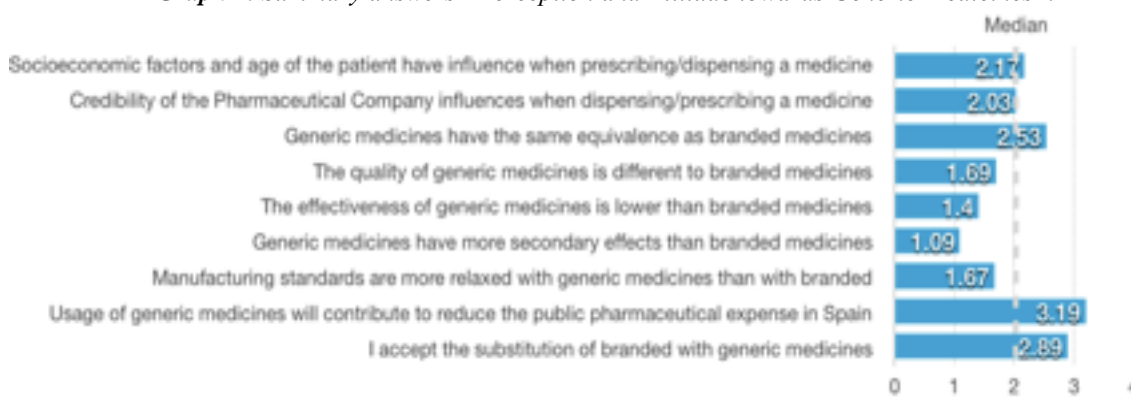 Median
Socioeconomic factors and age of the patient have influence when prescribing/dispensing a medicine
2.17
Credibility of the Pharmaceutical Company influences when dispensing/prescribing a medicine
2.03
Generic medicines have the same equivalence as branded medicines
2.53
The quality of generic medicines is different to branded medicines
1.69
The effectiveness of generic medicines is lower than branded medicines
1.4
Generic medicines have more secondary effects than branded medicines
1.09
Manufacturing standards are more relaxed with generic medicines than with branded
1.67
Usage of generic medicines will contribute to reduce the public pharmaceutical expense in Spain
3.19
I accept the substitution of branded with generic medicines
2.89
0 1 2 3